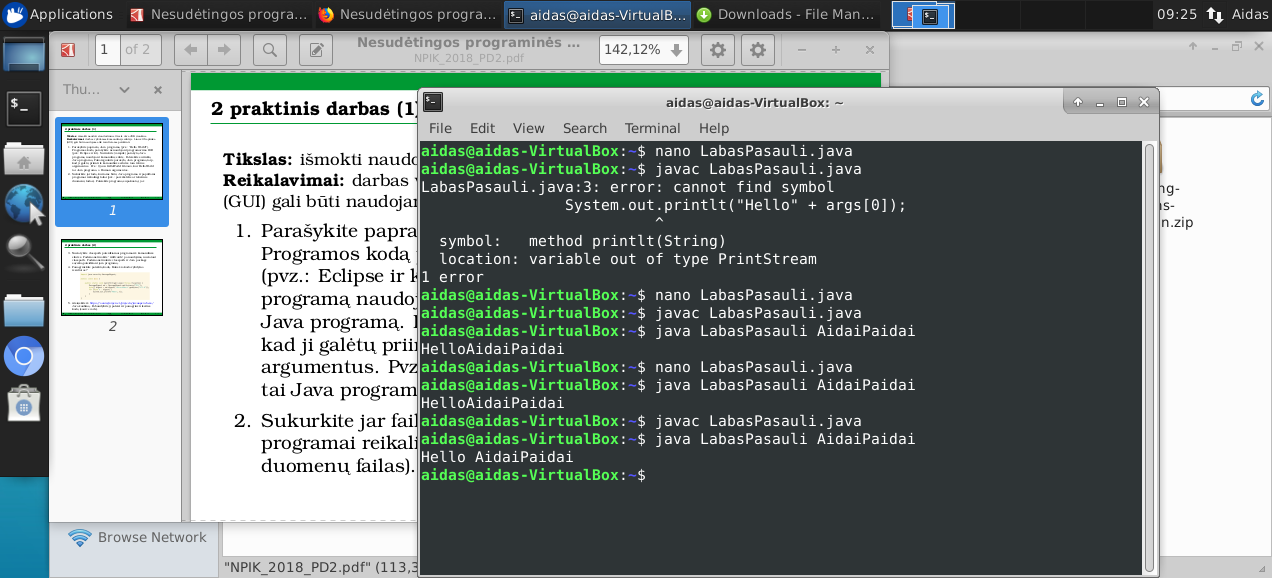 Applications
Nesudėtingo progra...
Nesudėtingo progra...
aidas@aidas-VirtualB...
Downloads - File Man...
09:25
Aidas
1 of 2
Nesudėtingos programinės ...
NPIK_2018_PD2.pdf
142,12%
Thu...
1
2
2 praktinis darbas (1)
Tikslas: išmokti naudo
Reikalavimai: darbas
(GUI) gali būti naudojar
1. Parašykite papra
Programos kodą
(pvz.: Eclipse ir k
programą naudoj
Java programą.
kad ji galėtų priir
argumentus. Pvz
tai Java program
2. Sukurkite jar fail
programai reikali
duomenų failas).
aidas@aidas-VirtualBox: ~
File Edit View Search Terminal Help
aidas@aidas-VirtualBox:~$ nano LabasPasauli.java
aidas@aidas-VirtualBox:~$ javac LabasPasauli.java
LabasPasauli.java:3: error: cannot find symbol
System.out.printlt("Hello" + args[0]);
^
symbol:   method printlt(String)
location: variable out of type PrintStream
1 error
aidas@aidas-VirtualBox:~$ nano LabasPasauli.java
aidas@aidas-VirtualBox:~$ javac LabasPasauli.java
aidas@aidas-VirtualBox:~$ java LabasPasauli AidaiPaidai
HelloAidaiPaidai
aidas@aidas-VirtualBox:~$ nano LabasPasauli.java
aidas@aidas-VirtualBox:~$ java LabasPasauli AidaiPaidai
HelloAidaiPaidai
aidas@aidas-VirtualBox:~$ javac LabasPasauli.java
aidas@aidas-VirtualBox:~$ java LabasPasauli AidaiPaidai
Hello AidaiPaidai
aidas@aidas-VirtualBox:~$
ng-
s-
n.zip
Browse Network
"NPIK_2018_PD2.pdf" (113,3